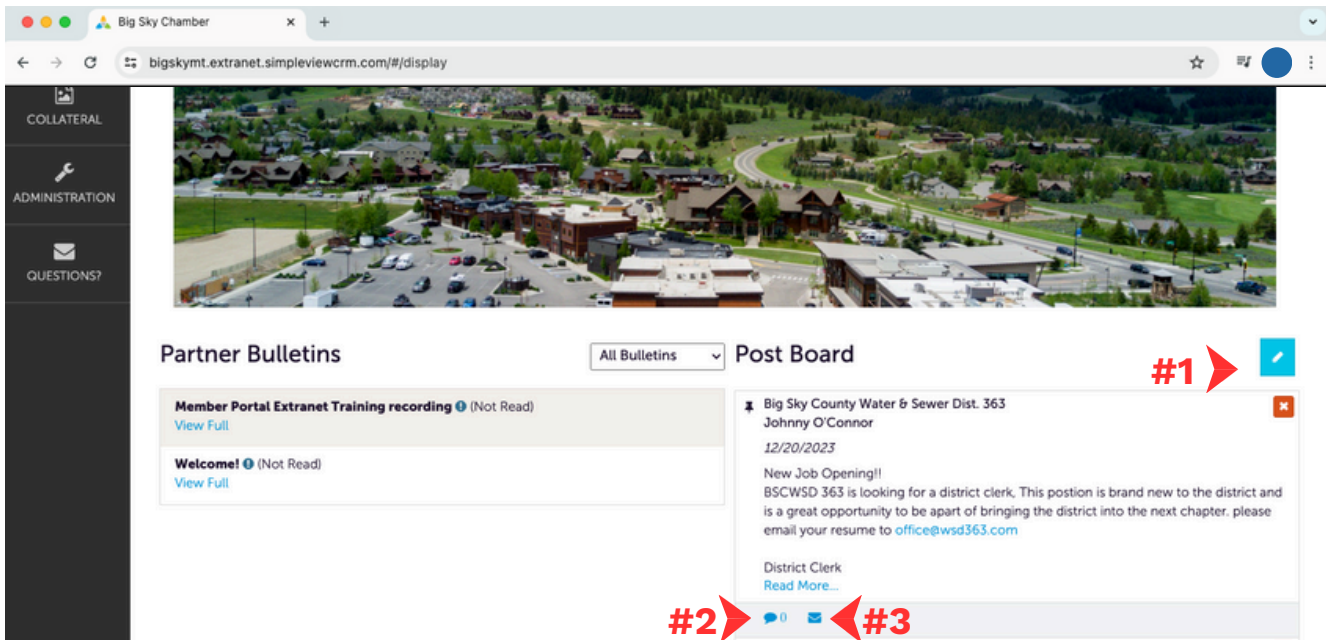 Big Sky Chamber
bigskymt.extranet.simpleviewcrm.com/#/display
COLLATERAL
ADMINISTRATION
QUESTIONS?
Partner Bulletins
All Bulletins
Member Portal Extranet Training recording (Not Read)
View Full
Welcome! (Not Read)
View Full
Post Board
#1
Big Sky County Water & Sewer Dist. 363
Johnny O'Connor
12/20/2023
New Job Opening!!
BSCWSD 363 is looking for a district clerk, This postion is brand new to the district and
is a great opportunity to be apart of bringing the district into the next chapter. please
email your resume to office@wsd363.com
District Clerk
Read More...
#2 0 #3